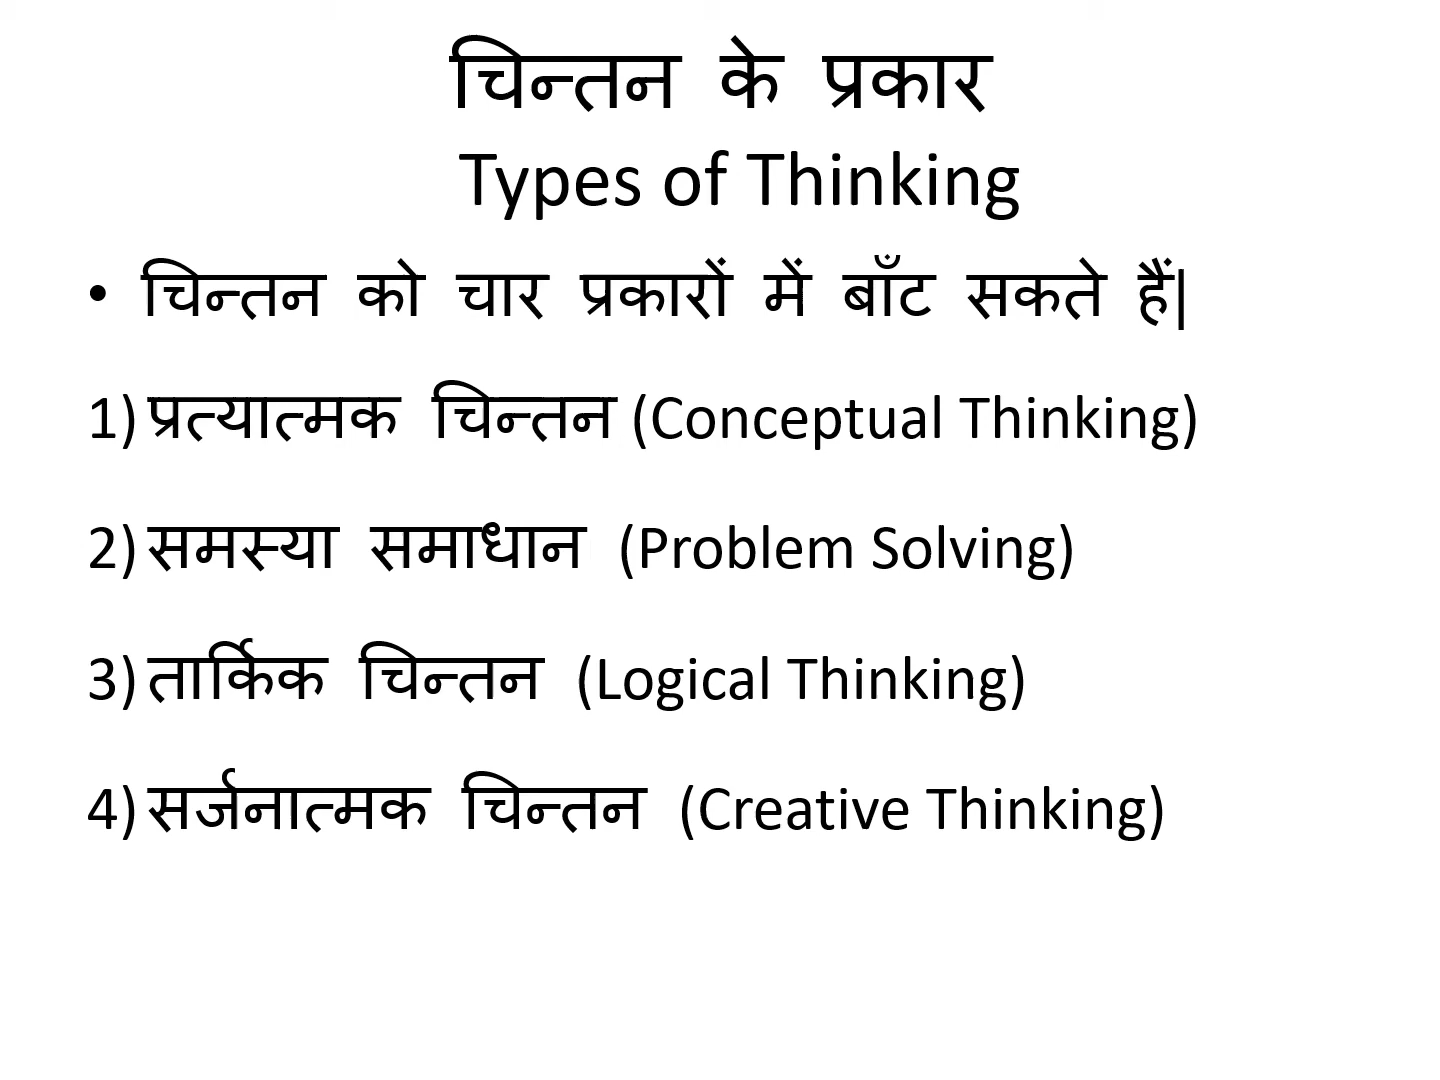 चिन्तन के प्रकार
Types of Thinking
• चिन्तन को चार प्रकारों में बाँट सकते हैं|
1) प्रत्यात्मक चिन्तन (Conceptual Thinking)
2) समस्या समाधान (Problem Solving)
3) तार्किक चिन्तन (Logical Thinking)
4) सर्जनात्मक चिन्तन (Creative Thinking)